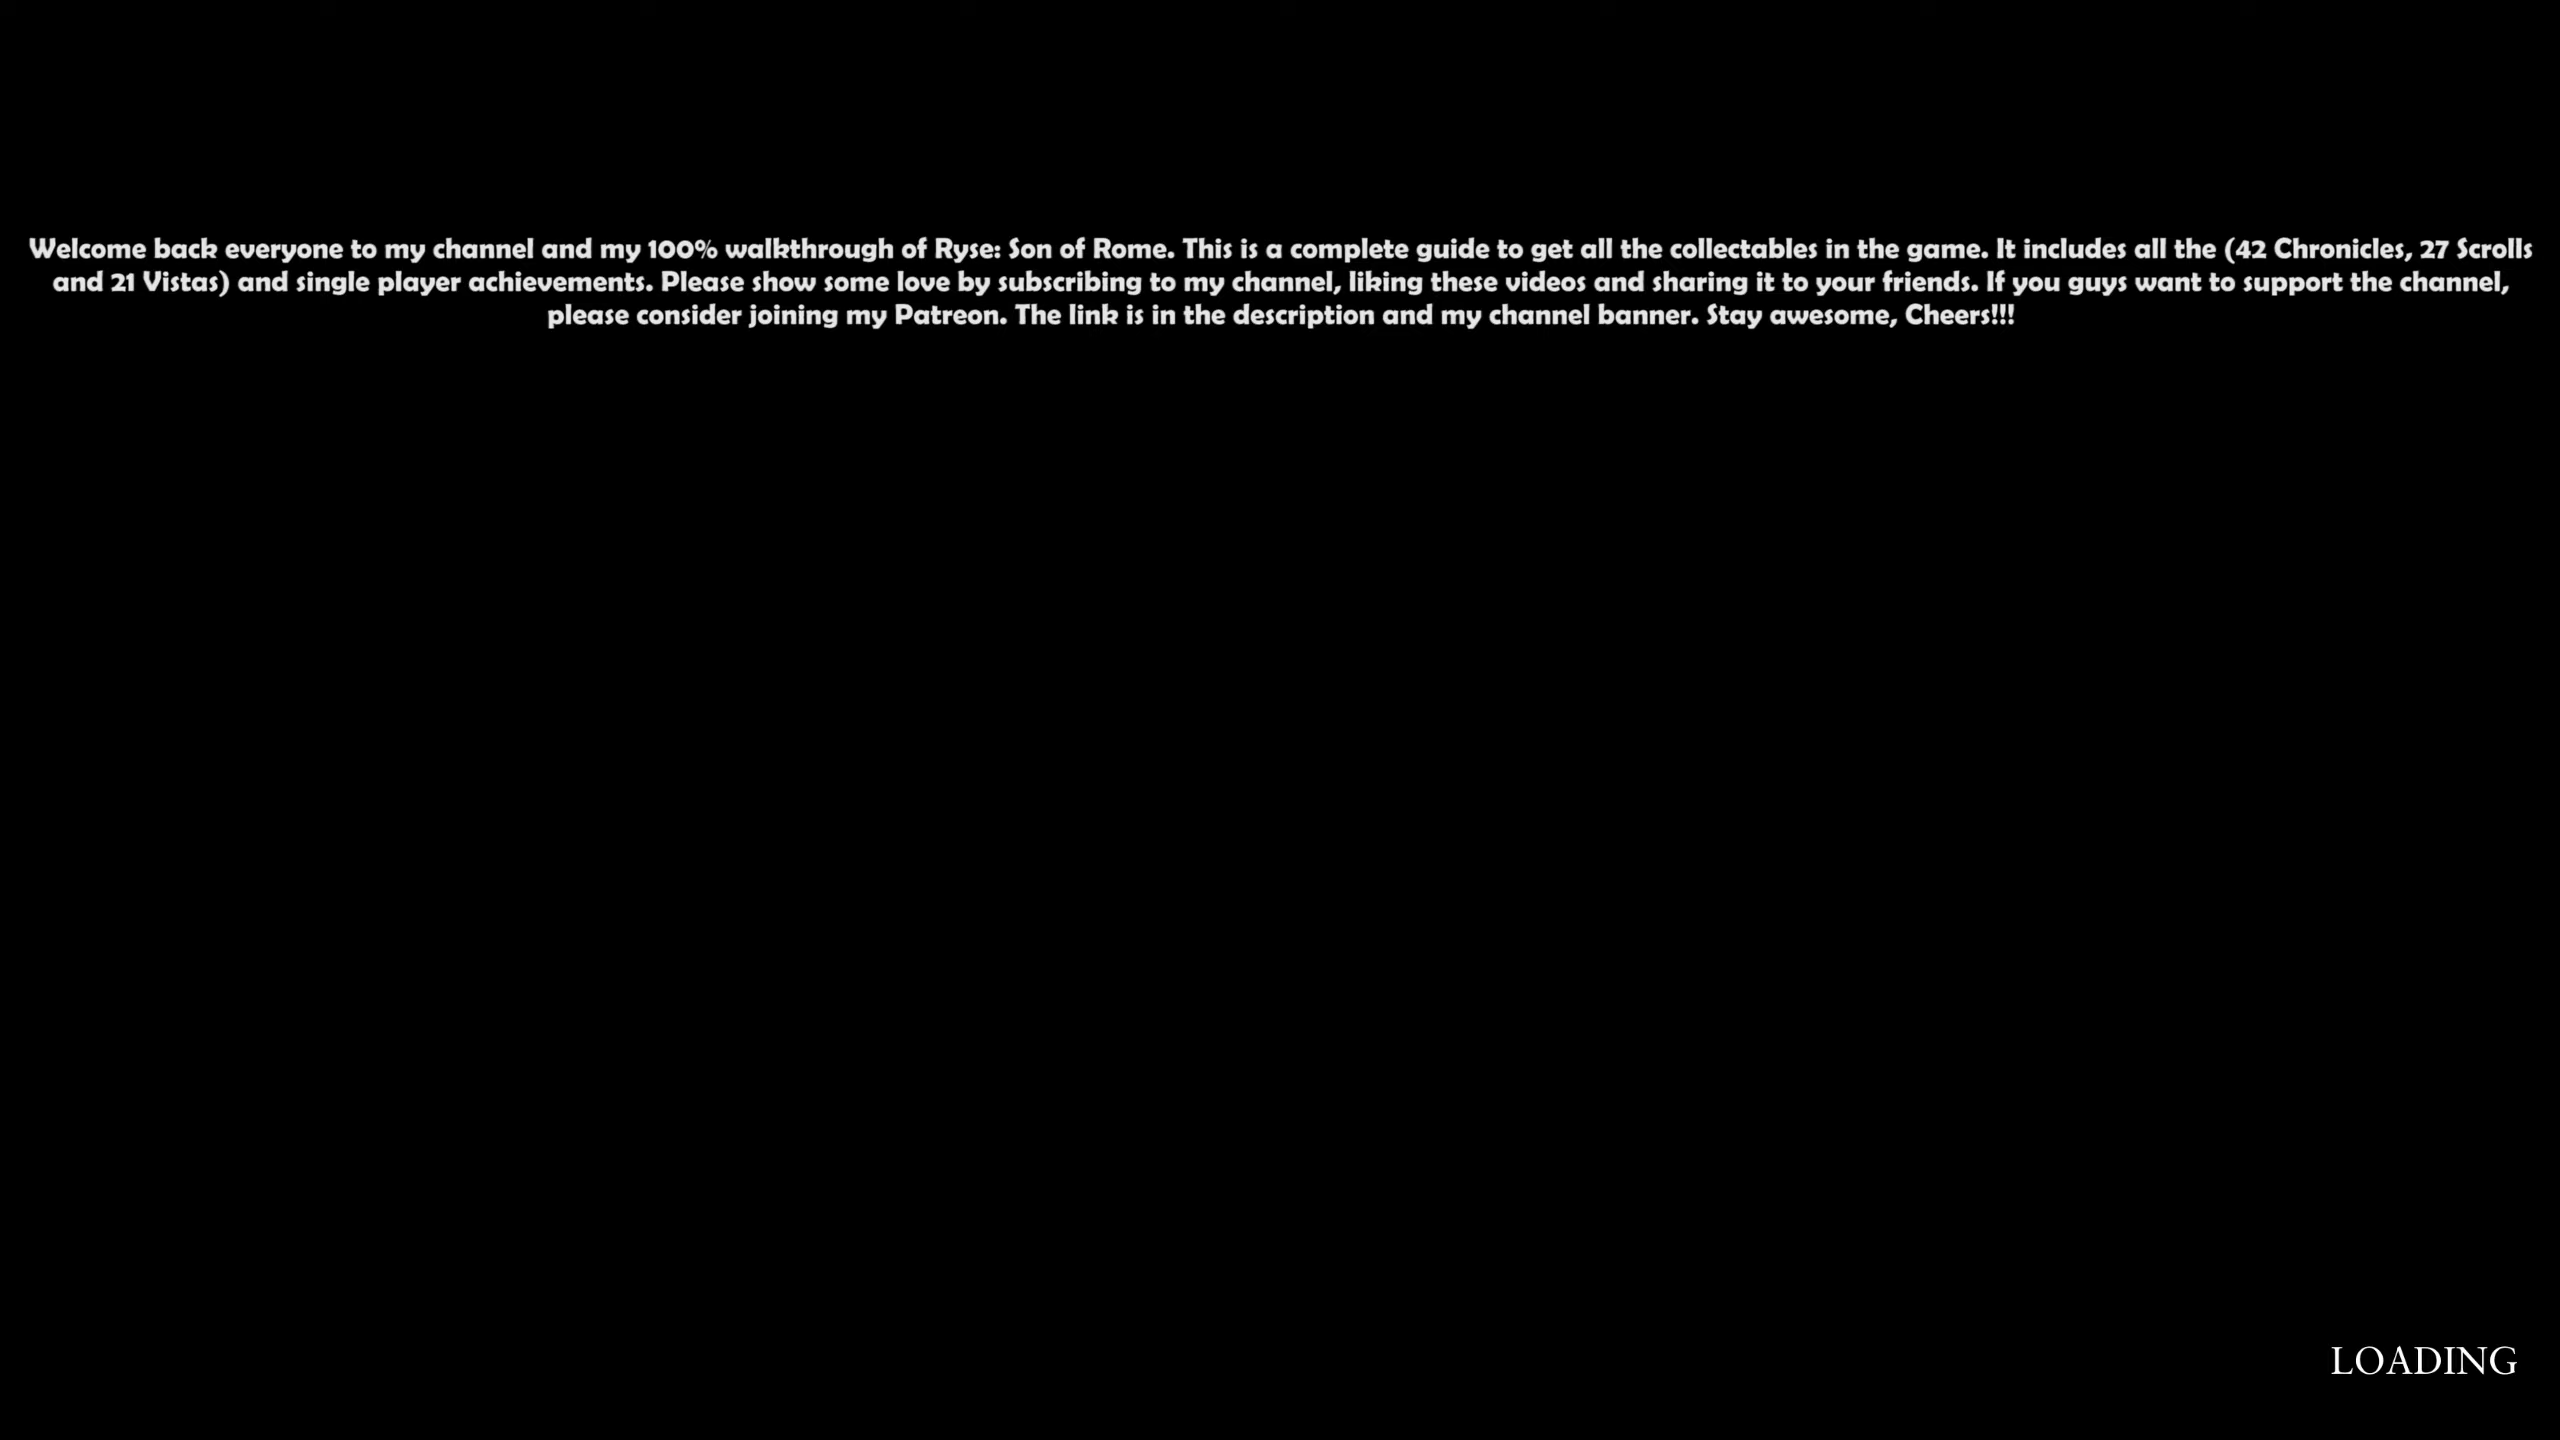 Welcome back everyone to my channel and my 100% walkthrough of Ryse: Son of Rome. This is a complete guide to get all the collectables in the game. It includes all the (42 Chronicles, 27 Scrolls
and 21 Vistas) and single player achievements. Please show some love by subscribing to my channel, liking these videos and sharing it to your friends. If you guys want to support the channel,
please consider joining my Patreon. The link is in the description and my channel banner. Stay awesome, Cheers!!!
LOADING